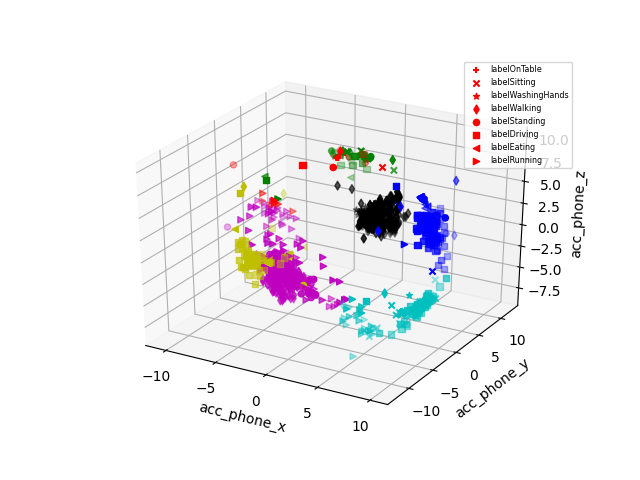 labelOnTable
labelSitting
labelWashingHands
labelWalking
labelStanding
labelDriving
labelEating
labelRunning
10.0
7.5
5.0
2.5
0.0
−2.5
−5.0
−7.5
acc_phone_z
−10
−5
0
5
10
acc_phone_x
−10
−5
0
5
10
acc_phone_y